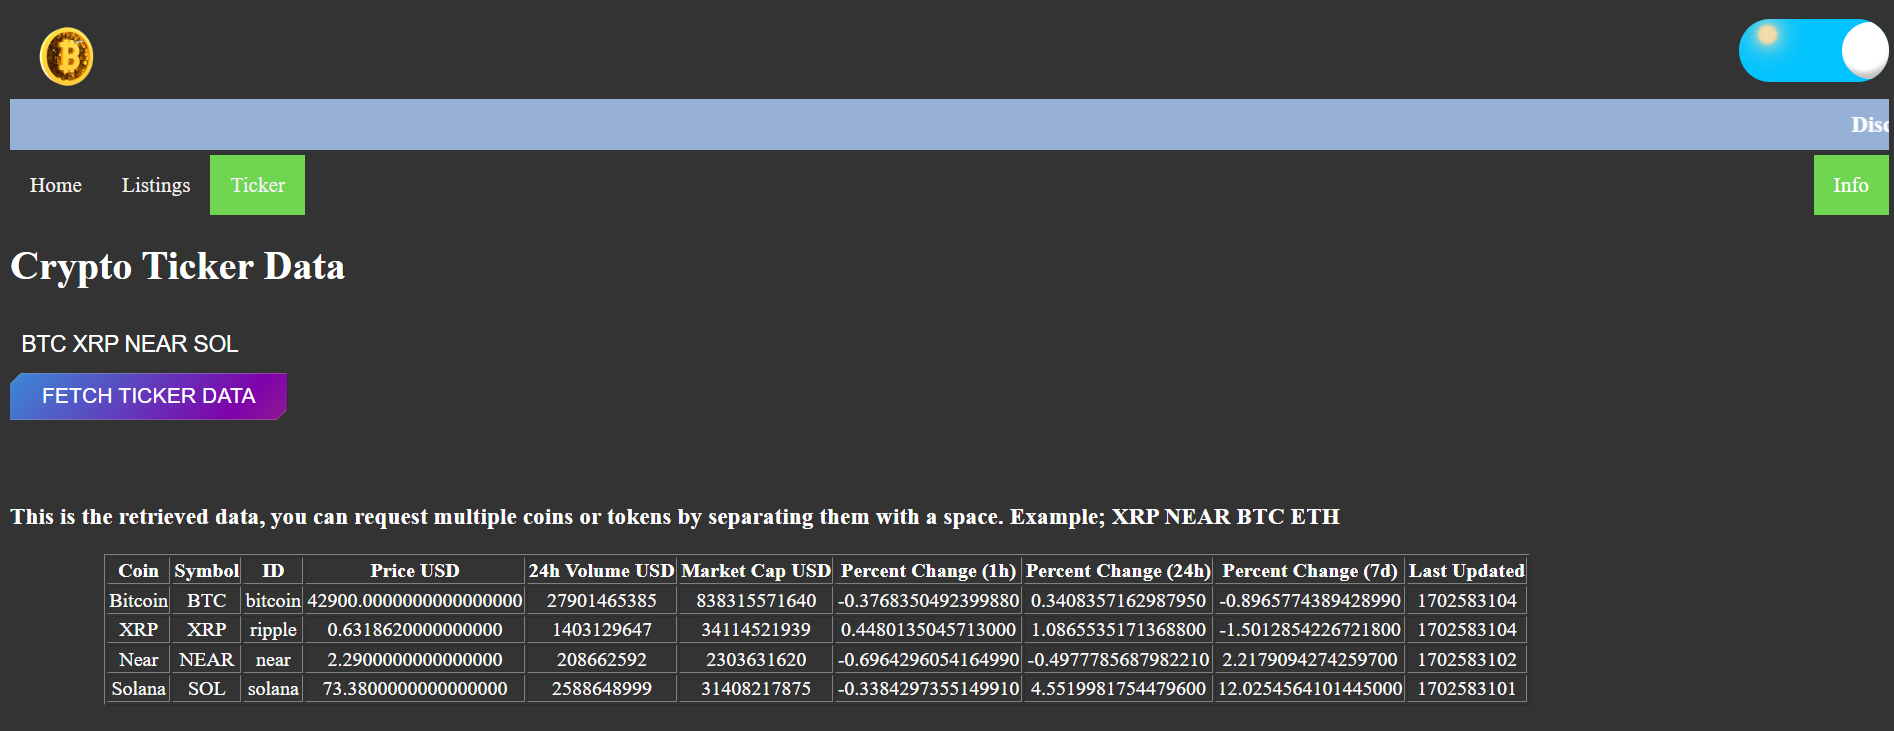 Home Listings Ticker Info
Crypto Ticker Data
BTC XRP NEAR SOL
FETCH TICKER DATA
This is the retrieved data, you can request multiple coins or tokens by separating them with a space. Example; XRP NEAR BTC ETH
Coin Symbol ID Price USD 24h Volume USD Market Cap USD Percent Change (1h) Percent Change (24h) Percent Change (7d) Last Updated
Bitcoin BTC bitcoin 42900.0000000000000000 27901465385 838315571640 -0.3768350492399880 0.3408357162987950 -0.8965774389428990 1702583104
XRP XRP ripple 0.6318620000000000 1403129647 34114521939 0.4480135045713000 1.0865535171368800 -1.5012854226721800 1702583104
Near NEAR near 2.2900000000000000 208662592 2303631620 -0.6964296054164990 -0.4977785687982210 2.2179094274259700 1702583102
Solana SOL solana 73.3800000000000000 2588648999 31408217875 -0.3384297355149910 4.5519981754479600 12.0254564101445000 1702583101